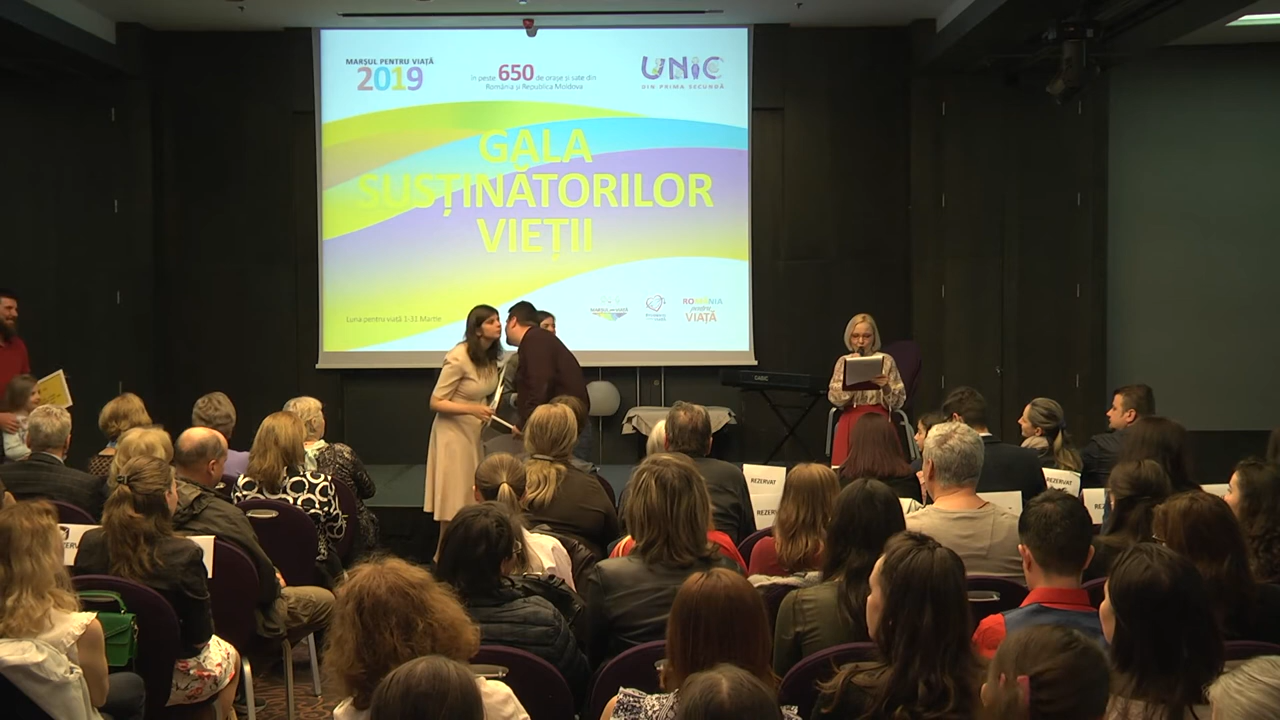 MARȘUL PENTRU VIAȚĂ
2019
în peste 650 de orașe și sate din
România și Republica Moldova
UNIC
DIN PRIMA SECUNDĂ
GALA
SUSȚINĂTORILOR
VIEȚII
Luna pentru viață 1-31 Martie
ROMÂNIA
pentru
VIAȚĂ
REZERVAT
REZERVAT
REZERVAT